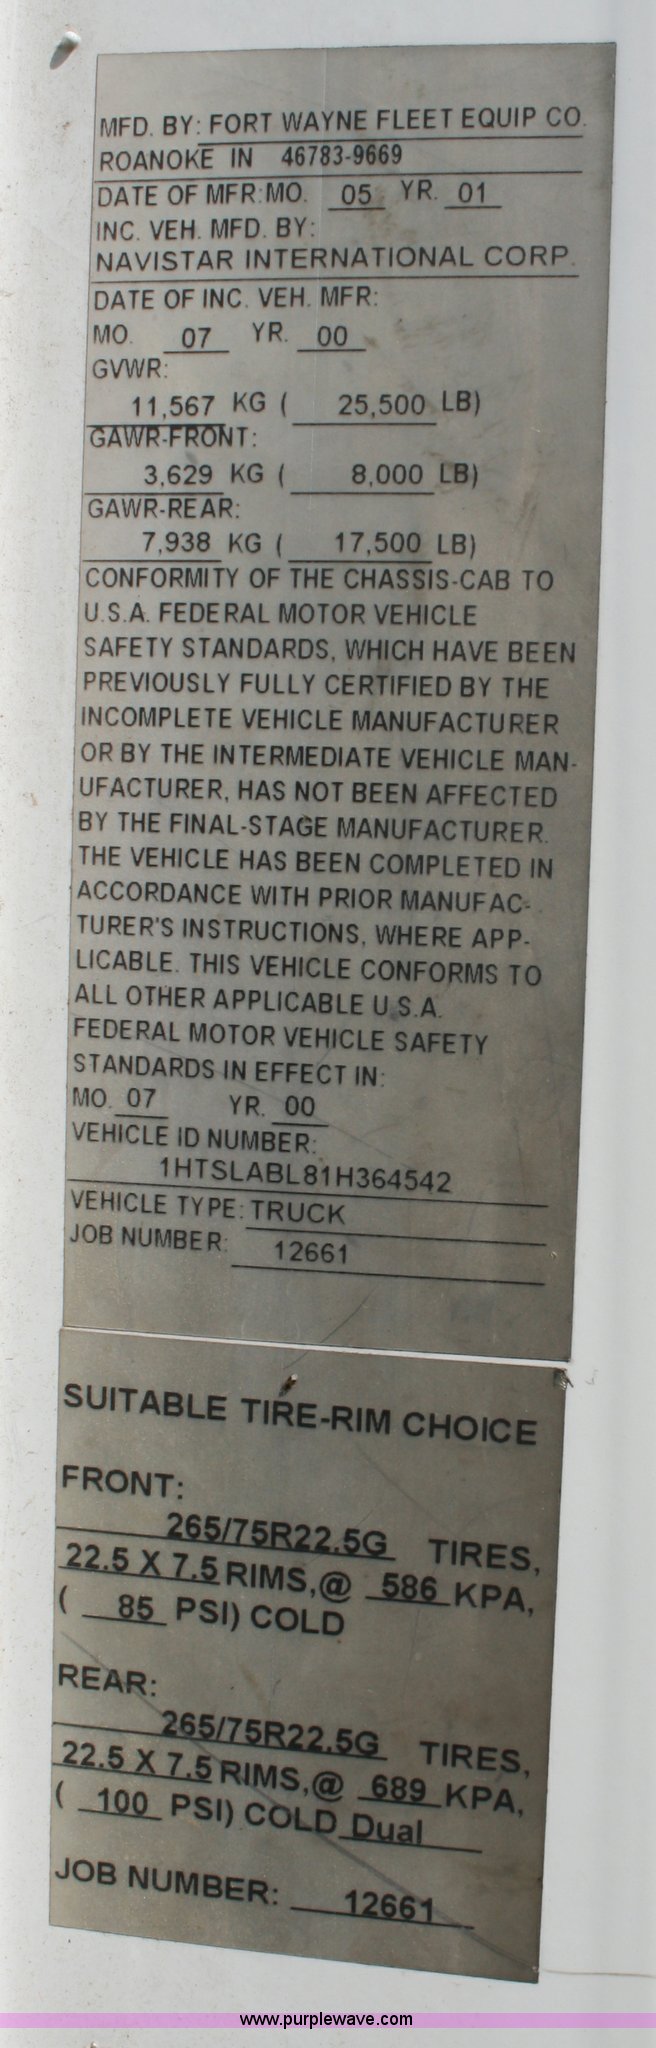 MFD. BY: FORT WAYNE FLEET EQUIP CO.
ROANOKE IN 46783-9669
DATE OF MFR: MO. 05 YR. 01
INC. VEH. MFD. BY:
NAVISTAR INTERNATIONAL CORP.
DATE OF INC. VEH. MFR:
MO. 07 YR. 00
GVWR:
11,567 KG ( 25,500 LB)
GAWR-FRONT:
3,629 KG ( 8,000 LB)
GAWR-REAR:
7,938 KG ( 17,500 LB)
CONFORMITY OF THE CHASSIS-CAB TO
U.S.A. FEDERAL MOTOR VEHICLE
SAFETY STANDARDS, WHICH HAVE BEEN
PREVIOUSLY FULLY CERTIFIED BY THE
INCOMPLETE VEHICLE MANUFACTURER
OR BY THE INTERMEDIATE VEHICLE MAN-
UFACTURER, HAS NOT BEEN AFFECTED
BY THE FINAL-STAGE MANUFACTURER.
THE VEHICLE HAS BEEN COMPLETED IN
ACCORDANCE WITH PRIOR MANUFAC-
TURER'S INSTRUCTIONS, WHERE APP-
LICABLE. THIS VEHICLE CONFORMS TO
ALL OTHER APPLICABLE U.S.A.
FEDERAL MOTOR VEHICLE SAFETY
STANDARDS IN EFFECT IN:
MO. 07 YR. 00
VEHICLE ID NUMBER:
1HTSLABL81H364542
VEHICLE TYPE: TRUCK
JOB NUMBER: 12661
SUITABLE TIRE-RIM CHOICE
FRONT:
265/75R22.5G TIRES,
22.5 X 7.5 RIMS,@ 586 KPA,
( 85 PSI) COLD
REAR:
265/75R22.5G TIRES,
22.5 X 7.5 RIMS,@ 689 KPA,
( 100 PSI) COLD Dual
JOB NUMBER: 12661
www.purplewave.com